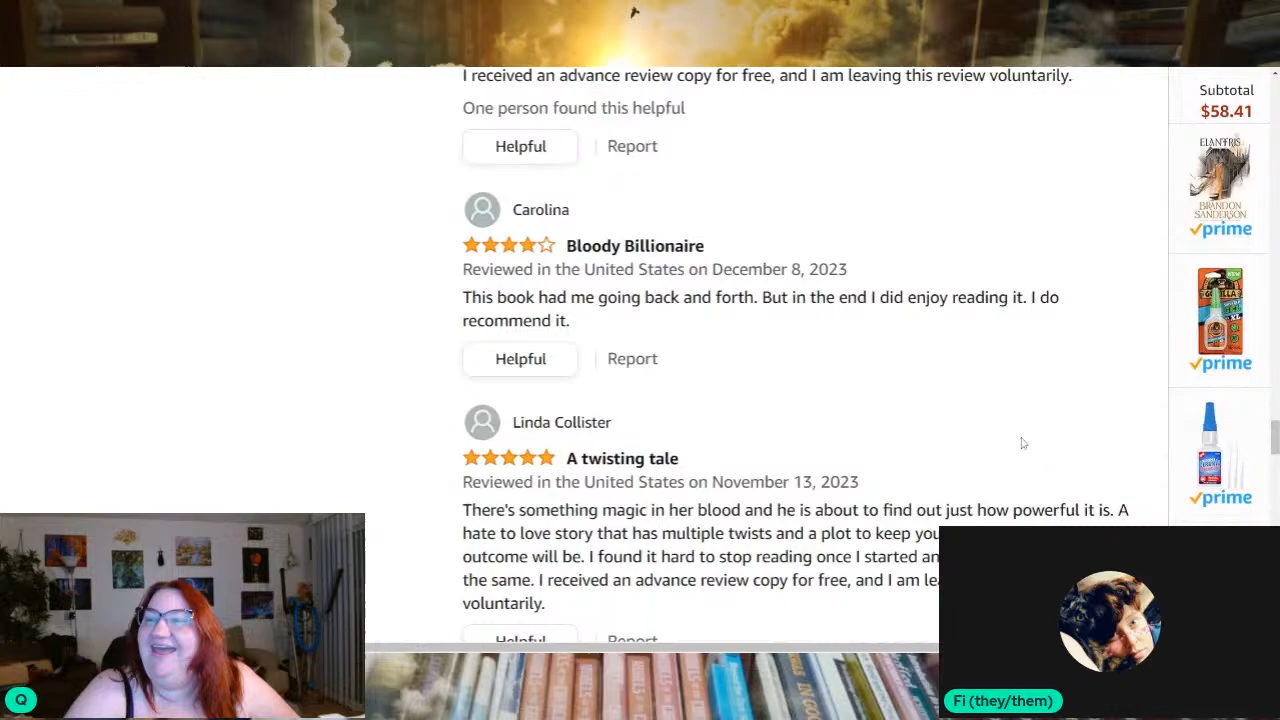 I received an advance review copy for free, and I am leaving this review voluntarily.
One person found this helpful
Helpful
Report
Carolina
Bloody Billionaire
Reviewed in the United States on December 8, 2023
This book had me going back and forth. But in the end I did enjoy reading it. I do
recommend it.
Helpful
Report
Linda Collister
A twisting tale
Reviewed in the United States on November 13, 2023
There's something magic in her blood and he is about to find out just how powerful it is. A
hate to love story that has multiple twists and a plot to keep you
outcome will be. I found it hard to stop reading once I started an
the same. I received an advance review copy for free, and I am lea
voluntarily.
Helpful
Report
Subtotal
$58.41
ELANTRIS
BRANDON
SANDERSON
prime
NEW
GORILLA
XL
prime
prime
Q
Fi (they/them)